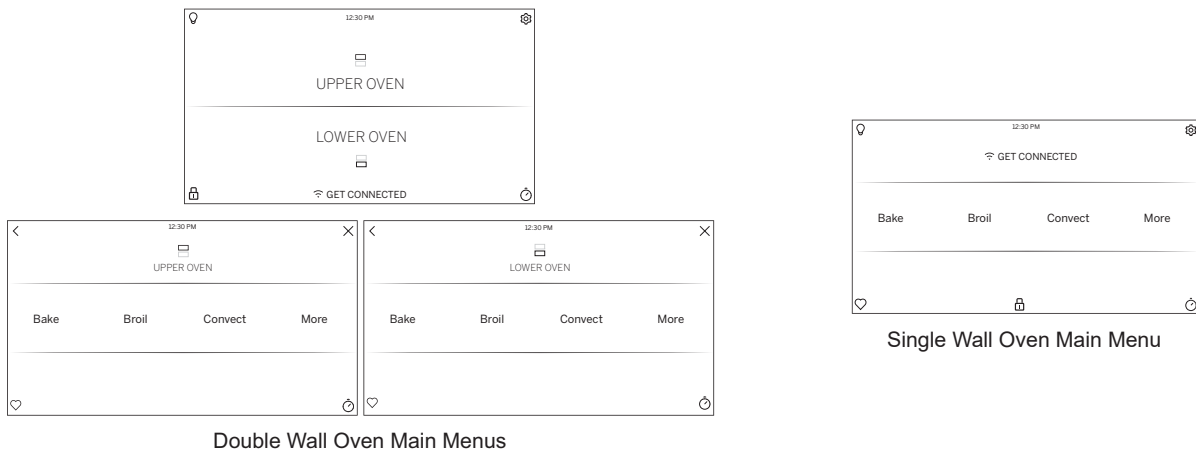 12:30 PM
UPPER OVEN
LOWER OVEN
GET CONNECTED
12:30 PM
UPPER OVEN
Bake Broil Convect More
12:30 PM
LOWER OVEN
Bake Broil Convect More
Double Wall Oven Main Menus
12:30 PM
GET CONNECTED
Bake Broil Convect More
Single Wall Oven Main Menu